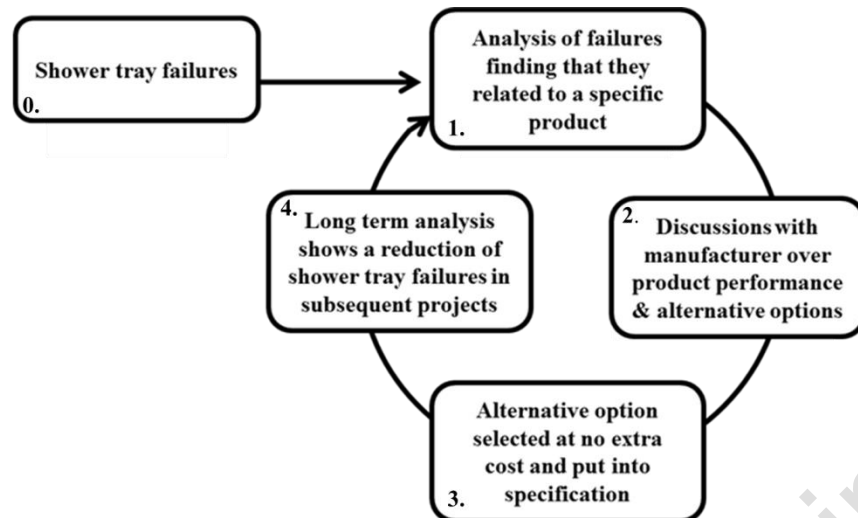 Shower tray failures
0.
Analysis of failures
finding that they
related to a specific
product
1.
2.
Discussions with
manufacturer over
product performance
& alternative options
Alternative option
selected at no extra
cost and put into
specification
3.
4.
Long term analysis
shows a reduction of
shower tray failures in
subsequent projects